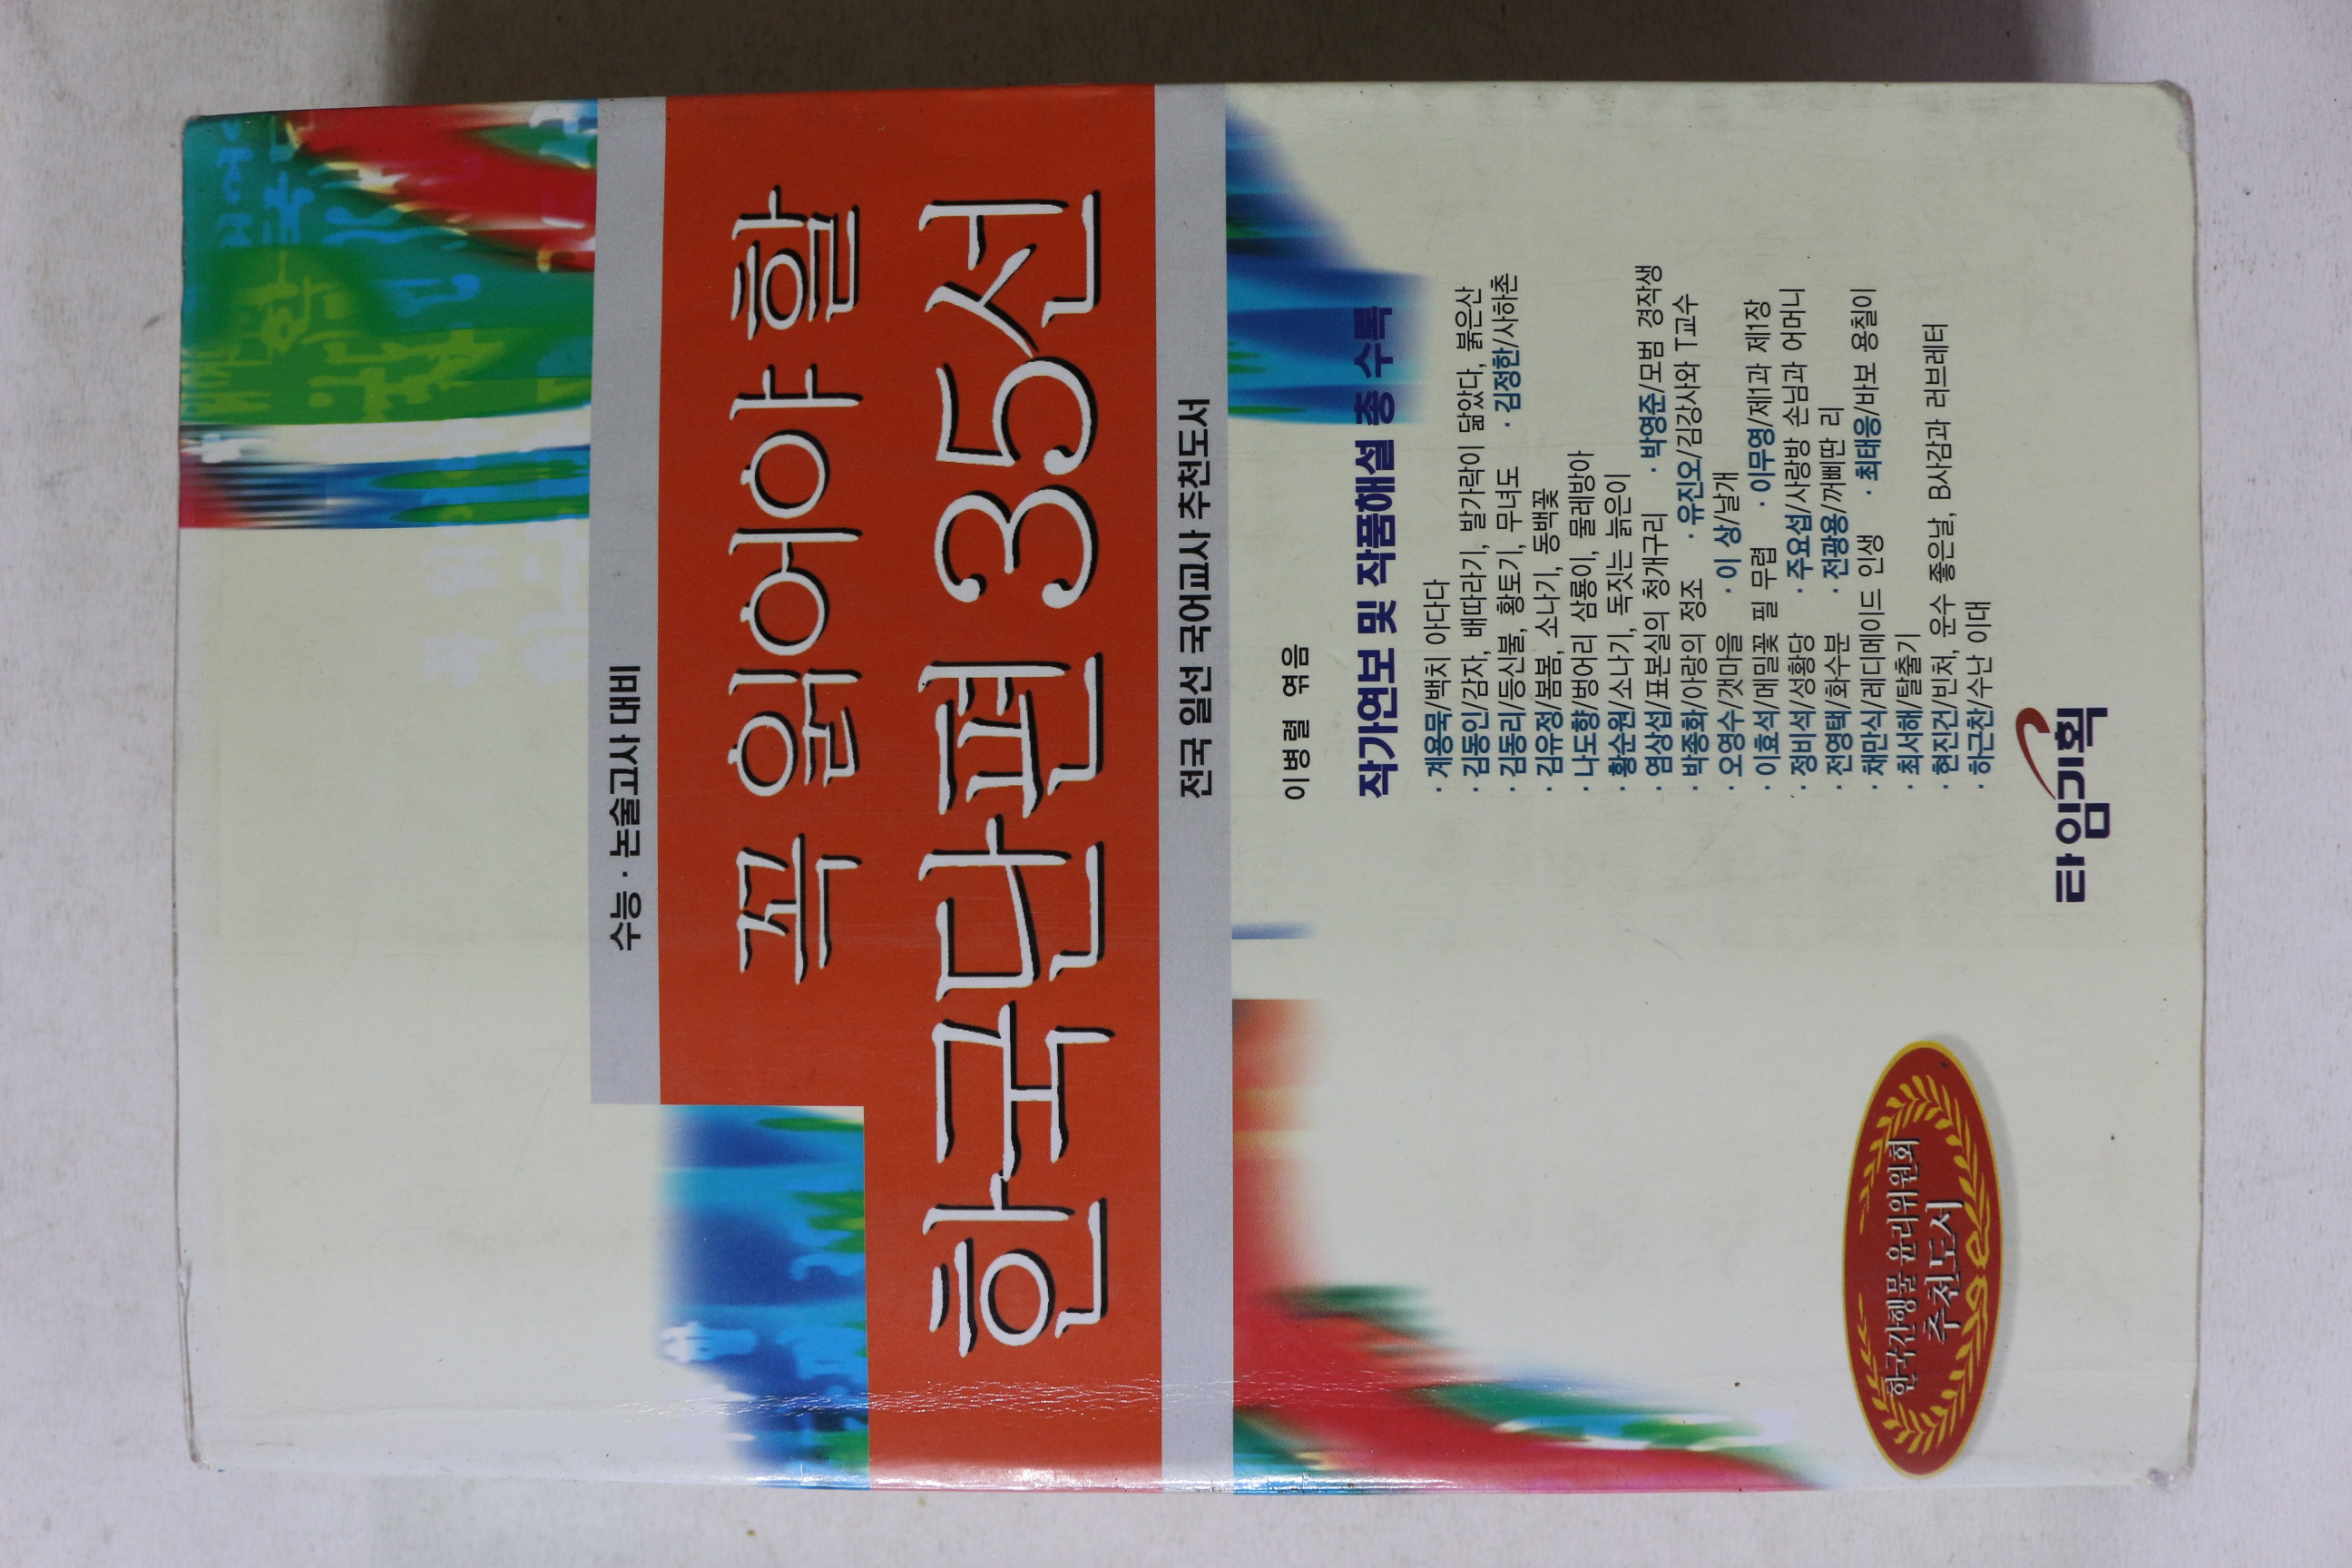 수능·논술고사 대비
꼭 읽어야 할
한국단편 35선
전국 일선 국어교사 추천도서
이병렬 엮음
작가연보 및 작품해설 총 수록
· 계용묵/백치 아다다
· 김동인/감자, 배따라기, 발가락이 닮았다, 붉은산
· 김동리/등신불, 황토기, 무녀도 · 김정한/사하촌
· 김유정/봄봄, 소나기, 동백꽃
· 나도향/벙어리 삼룡이, 물레방아
· 황순원/소나기, 독짓는 늙은이
· 염상섭/표본실의 청개구리 · 박영준/모범 경작생
· 박종화/아랑의 정조 · 유진오/김강사와 T교수
· 오영수/갯마을 · 이 상/날개
· 이효석/메밀꽃 필 무렵 · 이무영/제1과 제1장
· 정비석/성황당 · 주요섭/사랑방 손님과 어머니
· 전영택/화수분 · 전광용/꺼삐딴 리
· 채만식/레디메이드 인생 · 최태응/바보 용칠이
· 최서해/탈출기
· 현진건/빈처, 운수 좋은날, B사감과 러브레터
· 하근찬/수난 이대
타임기획
한국간행물 윤리위원회
추천도서